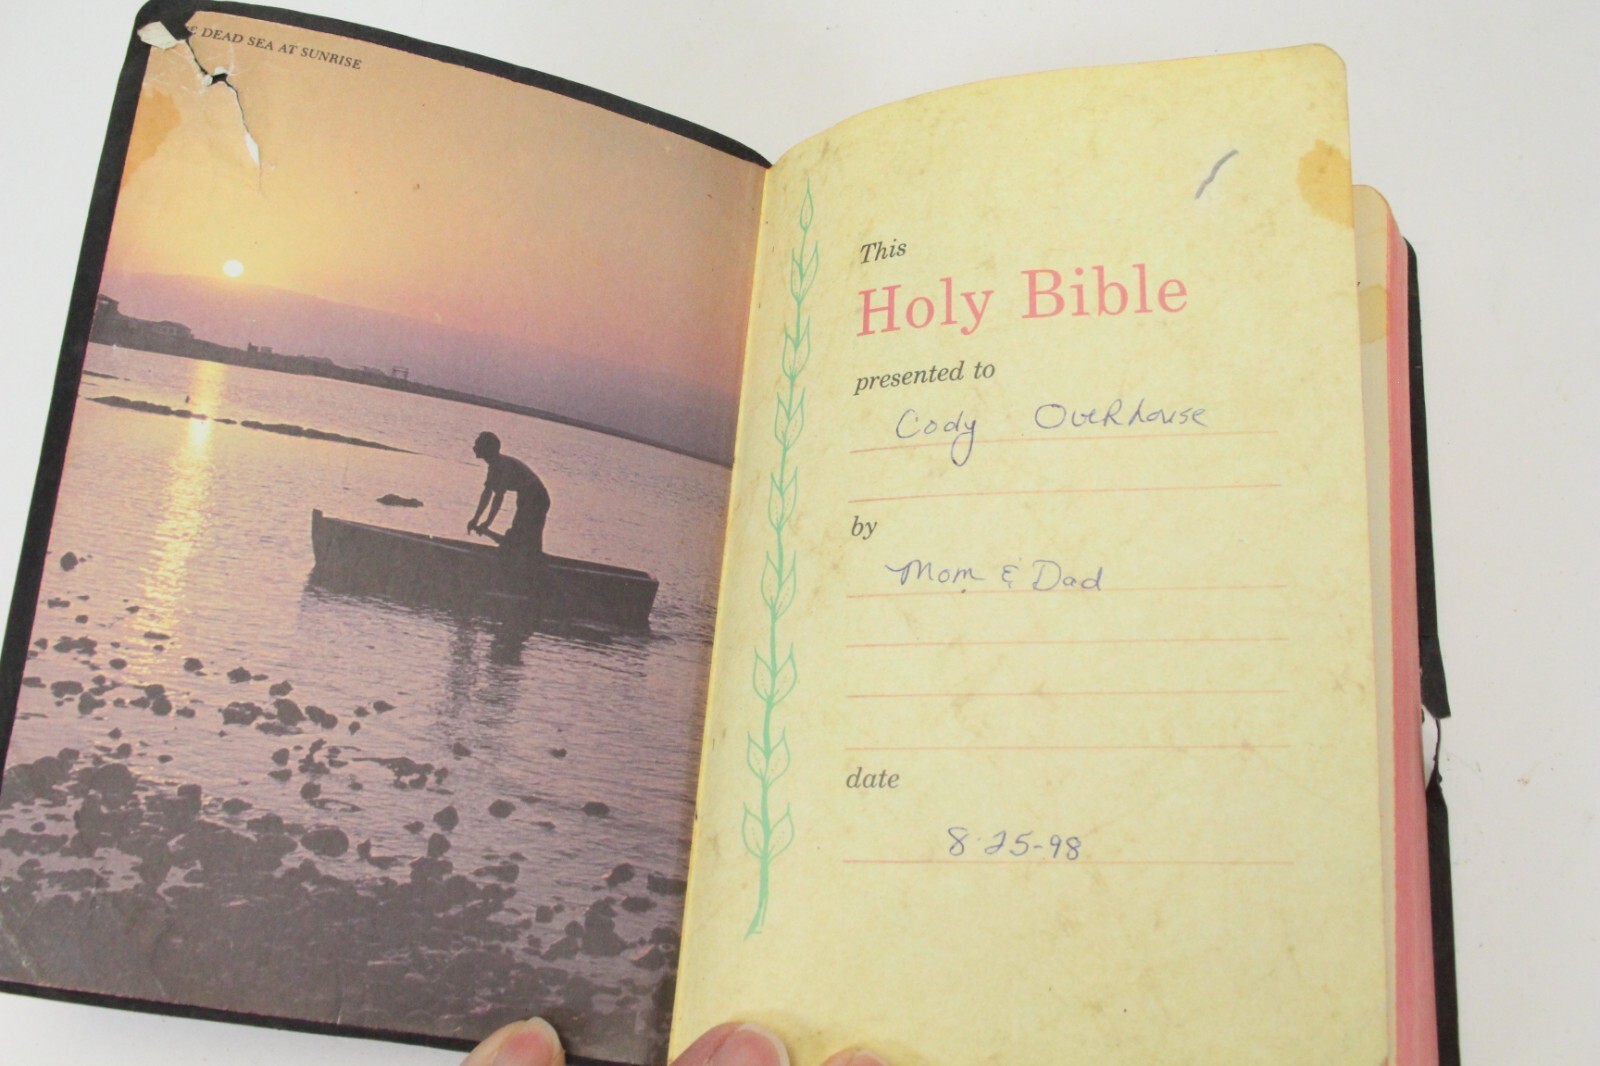 E DEAD SEA AT SUNRISE
This
Holy Bible
presented to
Cody Overhouse
by
Mom & Dad
date
8-25-98